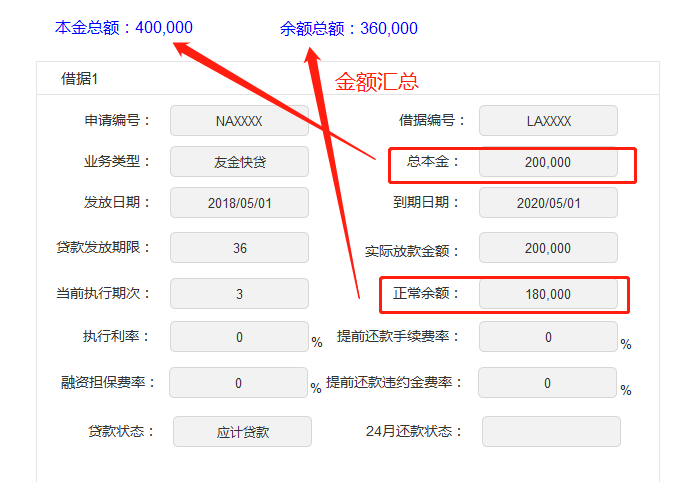 本金总额：400,000 余额总额：360,000
借据1 金额汇总
申请编号： NAXXXX 借据编号： LAXXXX
业务类型： 友金快贷 总本金： 200,000
发放日期： 2018/05/01 到期日期： 2020/05/01
贷款发放期限： 36 实际放款金额： 200,000
当前执行期次： 3 正常余额： 180,000
执行利率： 0 % 提前还款手续费率： 0 %
融资担保费率： 0 % 提前还款违约金费率： 0 %
贷款状态： 应计贷款 24月还款状态：